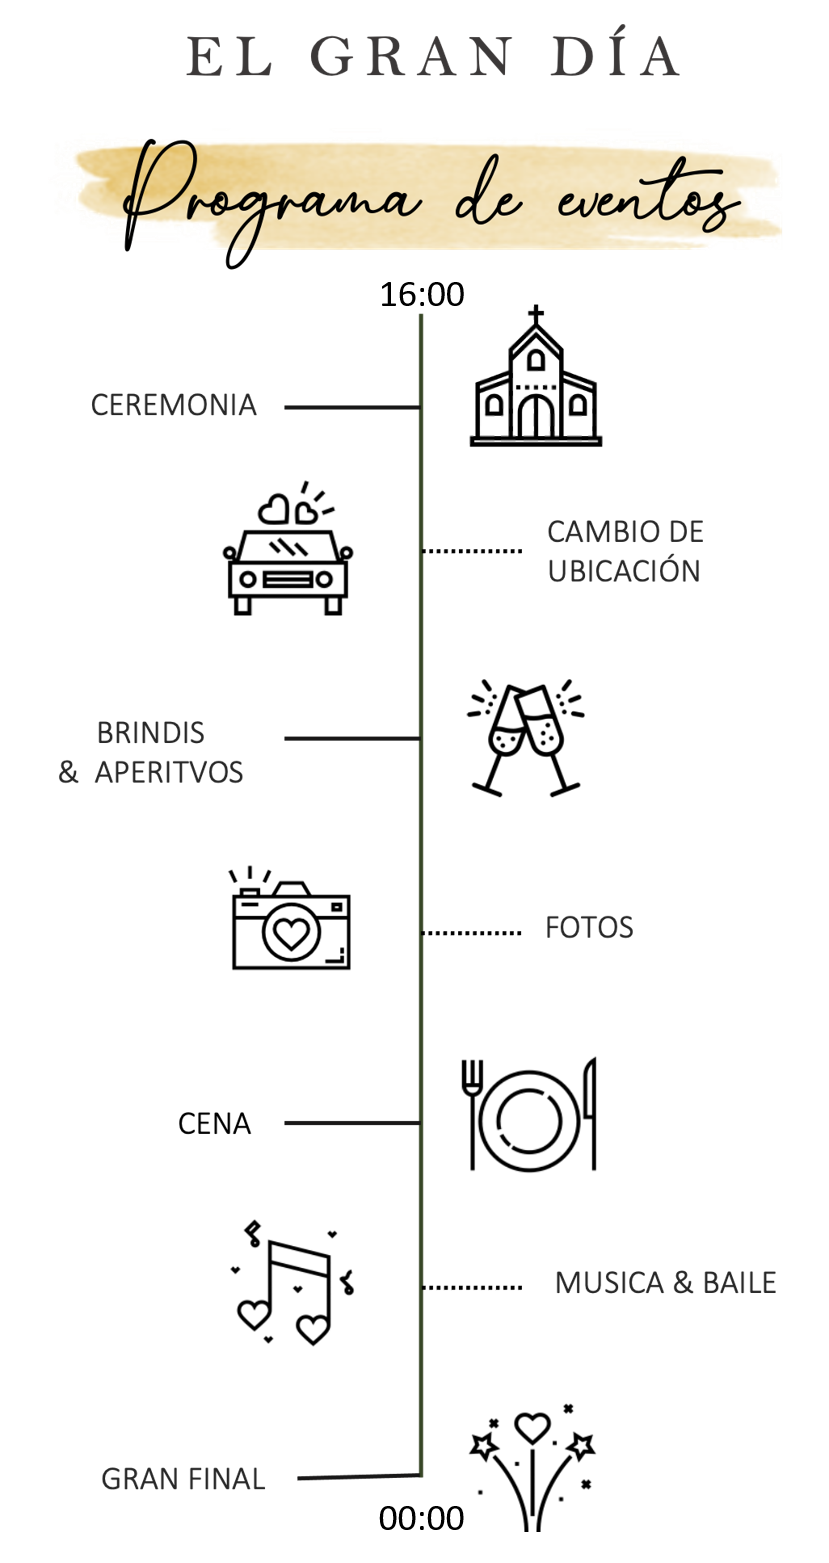 EL GRAN DÍA
Programa de eventos
16:00
CEREMONIA
CAMBIO DE
UBICACIÓN
BRINDIS
& APERITVOS
FOTOS
CENA
MUSICA & BAILE
GRAN FINAL
00:00